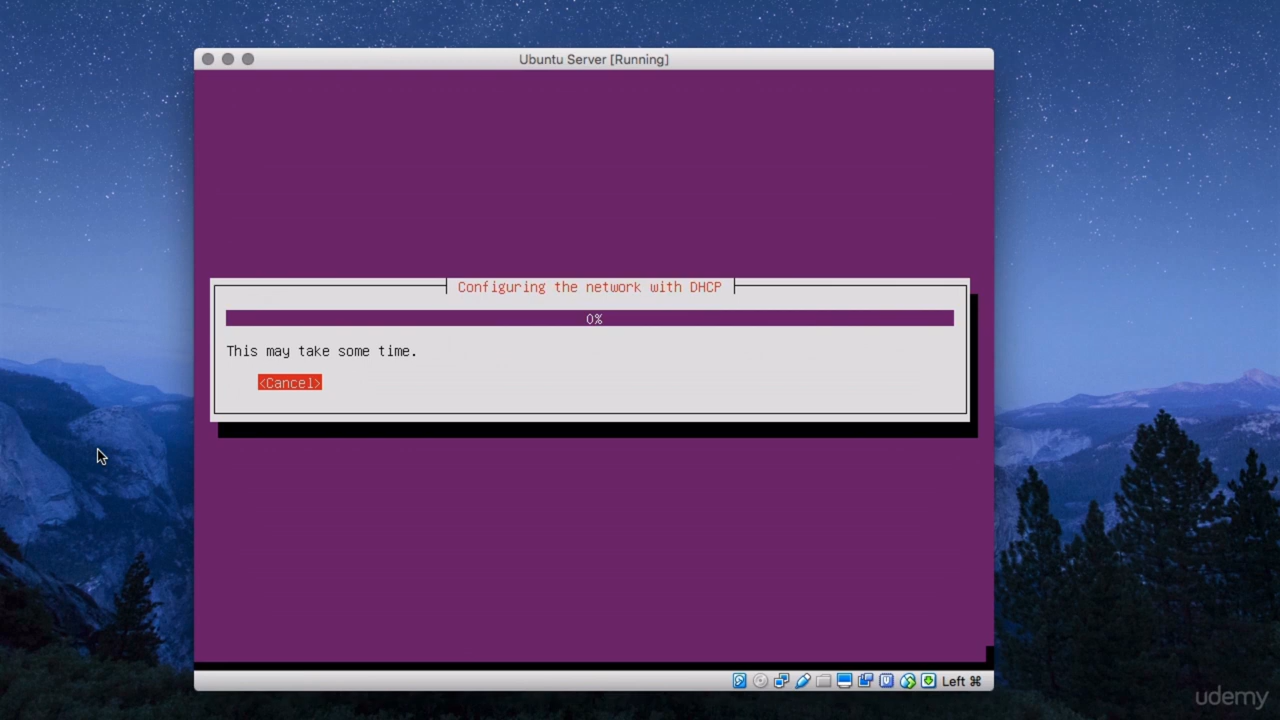 Ubuntu Server [Running]
Configuring the network with DHCP
0%
This may take some time.
<Cancel>
Left ⌘
udemy